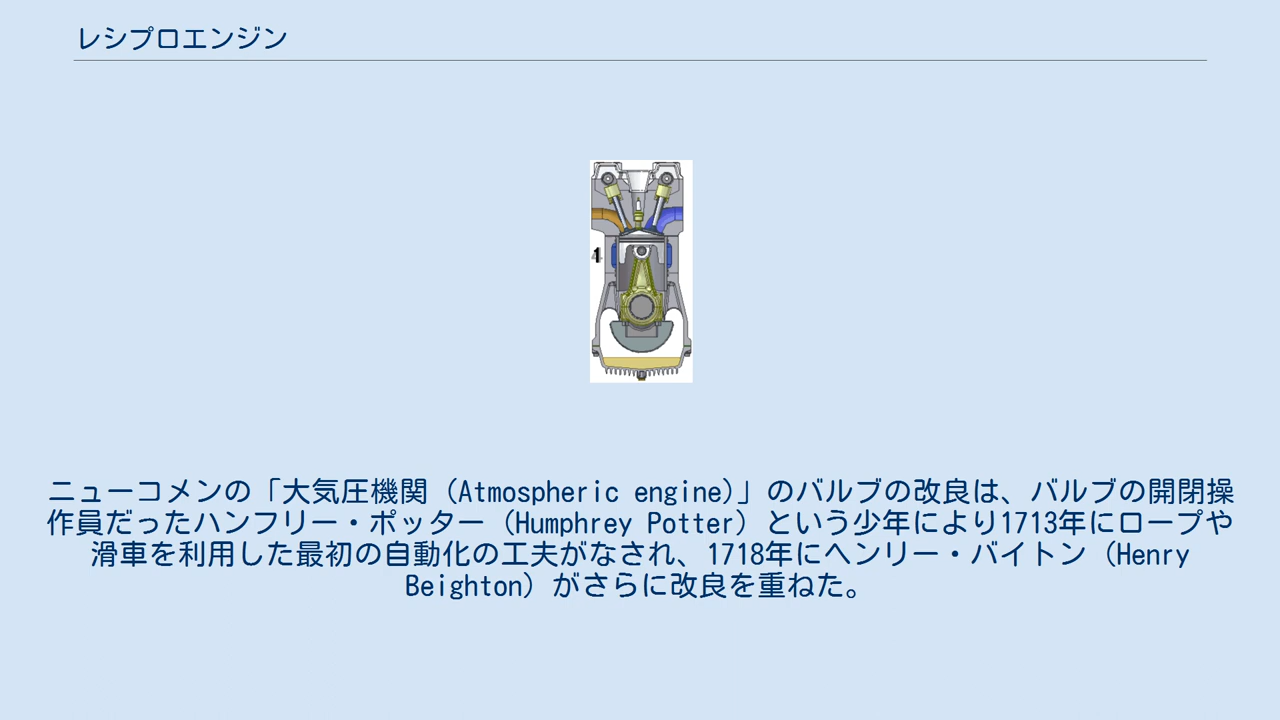 レシプロエンジン
ニューコメンの「大気圧機関（Atmospheric engine)」のバルブの改良は、バルブの開閉操
作員だったハンフリー・ポッター（Humphrey Potter）という少年により1713年にロープや
滑車を利用した最初の自動化の工夫がなされ、1718年にヘンリー・バイトン（Henry
Beighton）がさらに改良を重ねた。